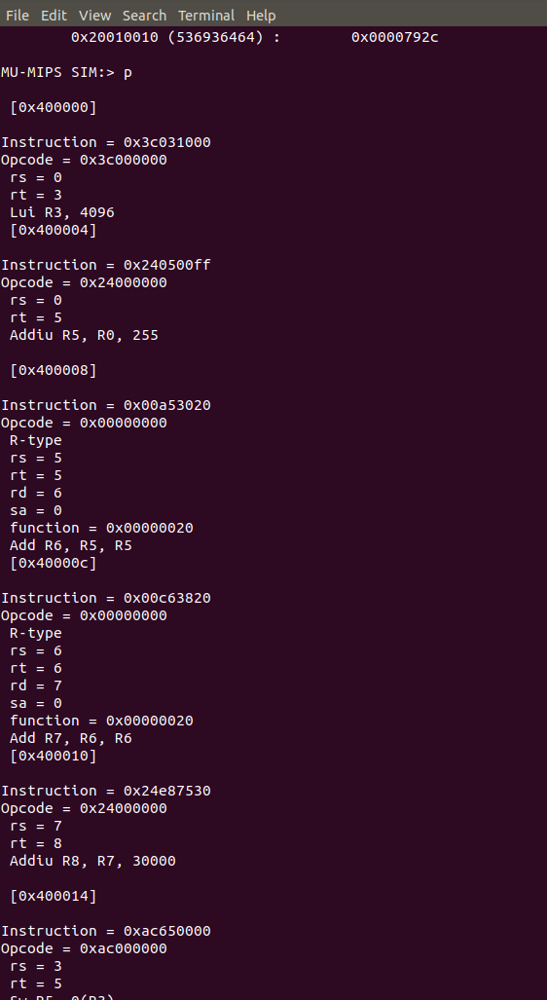 File Edit View Search Terminal Help
0x20010010 (536936464) : 0x0000792c
MU-MIPS SIM:> p
[0x400000]
Instruction = 0x3c031000
Opcode = 0x3c000000
rs = 0
rt = 3
Lui R3, 4096
[0x400004]
Instruction = 0x240500ff
Opcode = 0x24000000
rs = 0
rt = 5
Addiu R5, R0, 255
[0x400008]
Instruction = 0x00a53020
Opcode = 0x00000000
R-type
rs = 5
rt = 5
rd = 6
sa = 0
function = 0x00000020
Add R6, R5, R5
[0x40000c]
Instruction = 0x00c63820
Opcode = 0x00000000
R-type
rs = 6
rt = 6
rd = 7
sa = 0
function = 0x00000020
Add R7, R6, R6
[0x400010]
Instruction = 0x24e87530
Opcode = 0x24000000
rs = 7
rt = 8
Addiu R8, R7, 30000
[0x400014]
Instruction = 0xac650000
Opcode = 0xac000000
rs = 3
rt = 5
Sw R5, 0(R3)